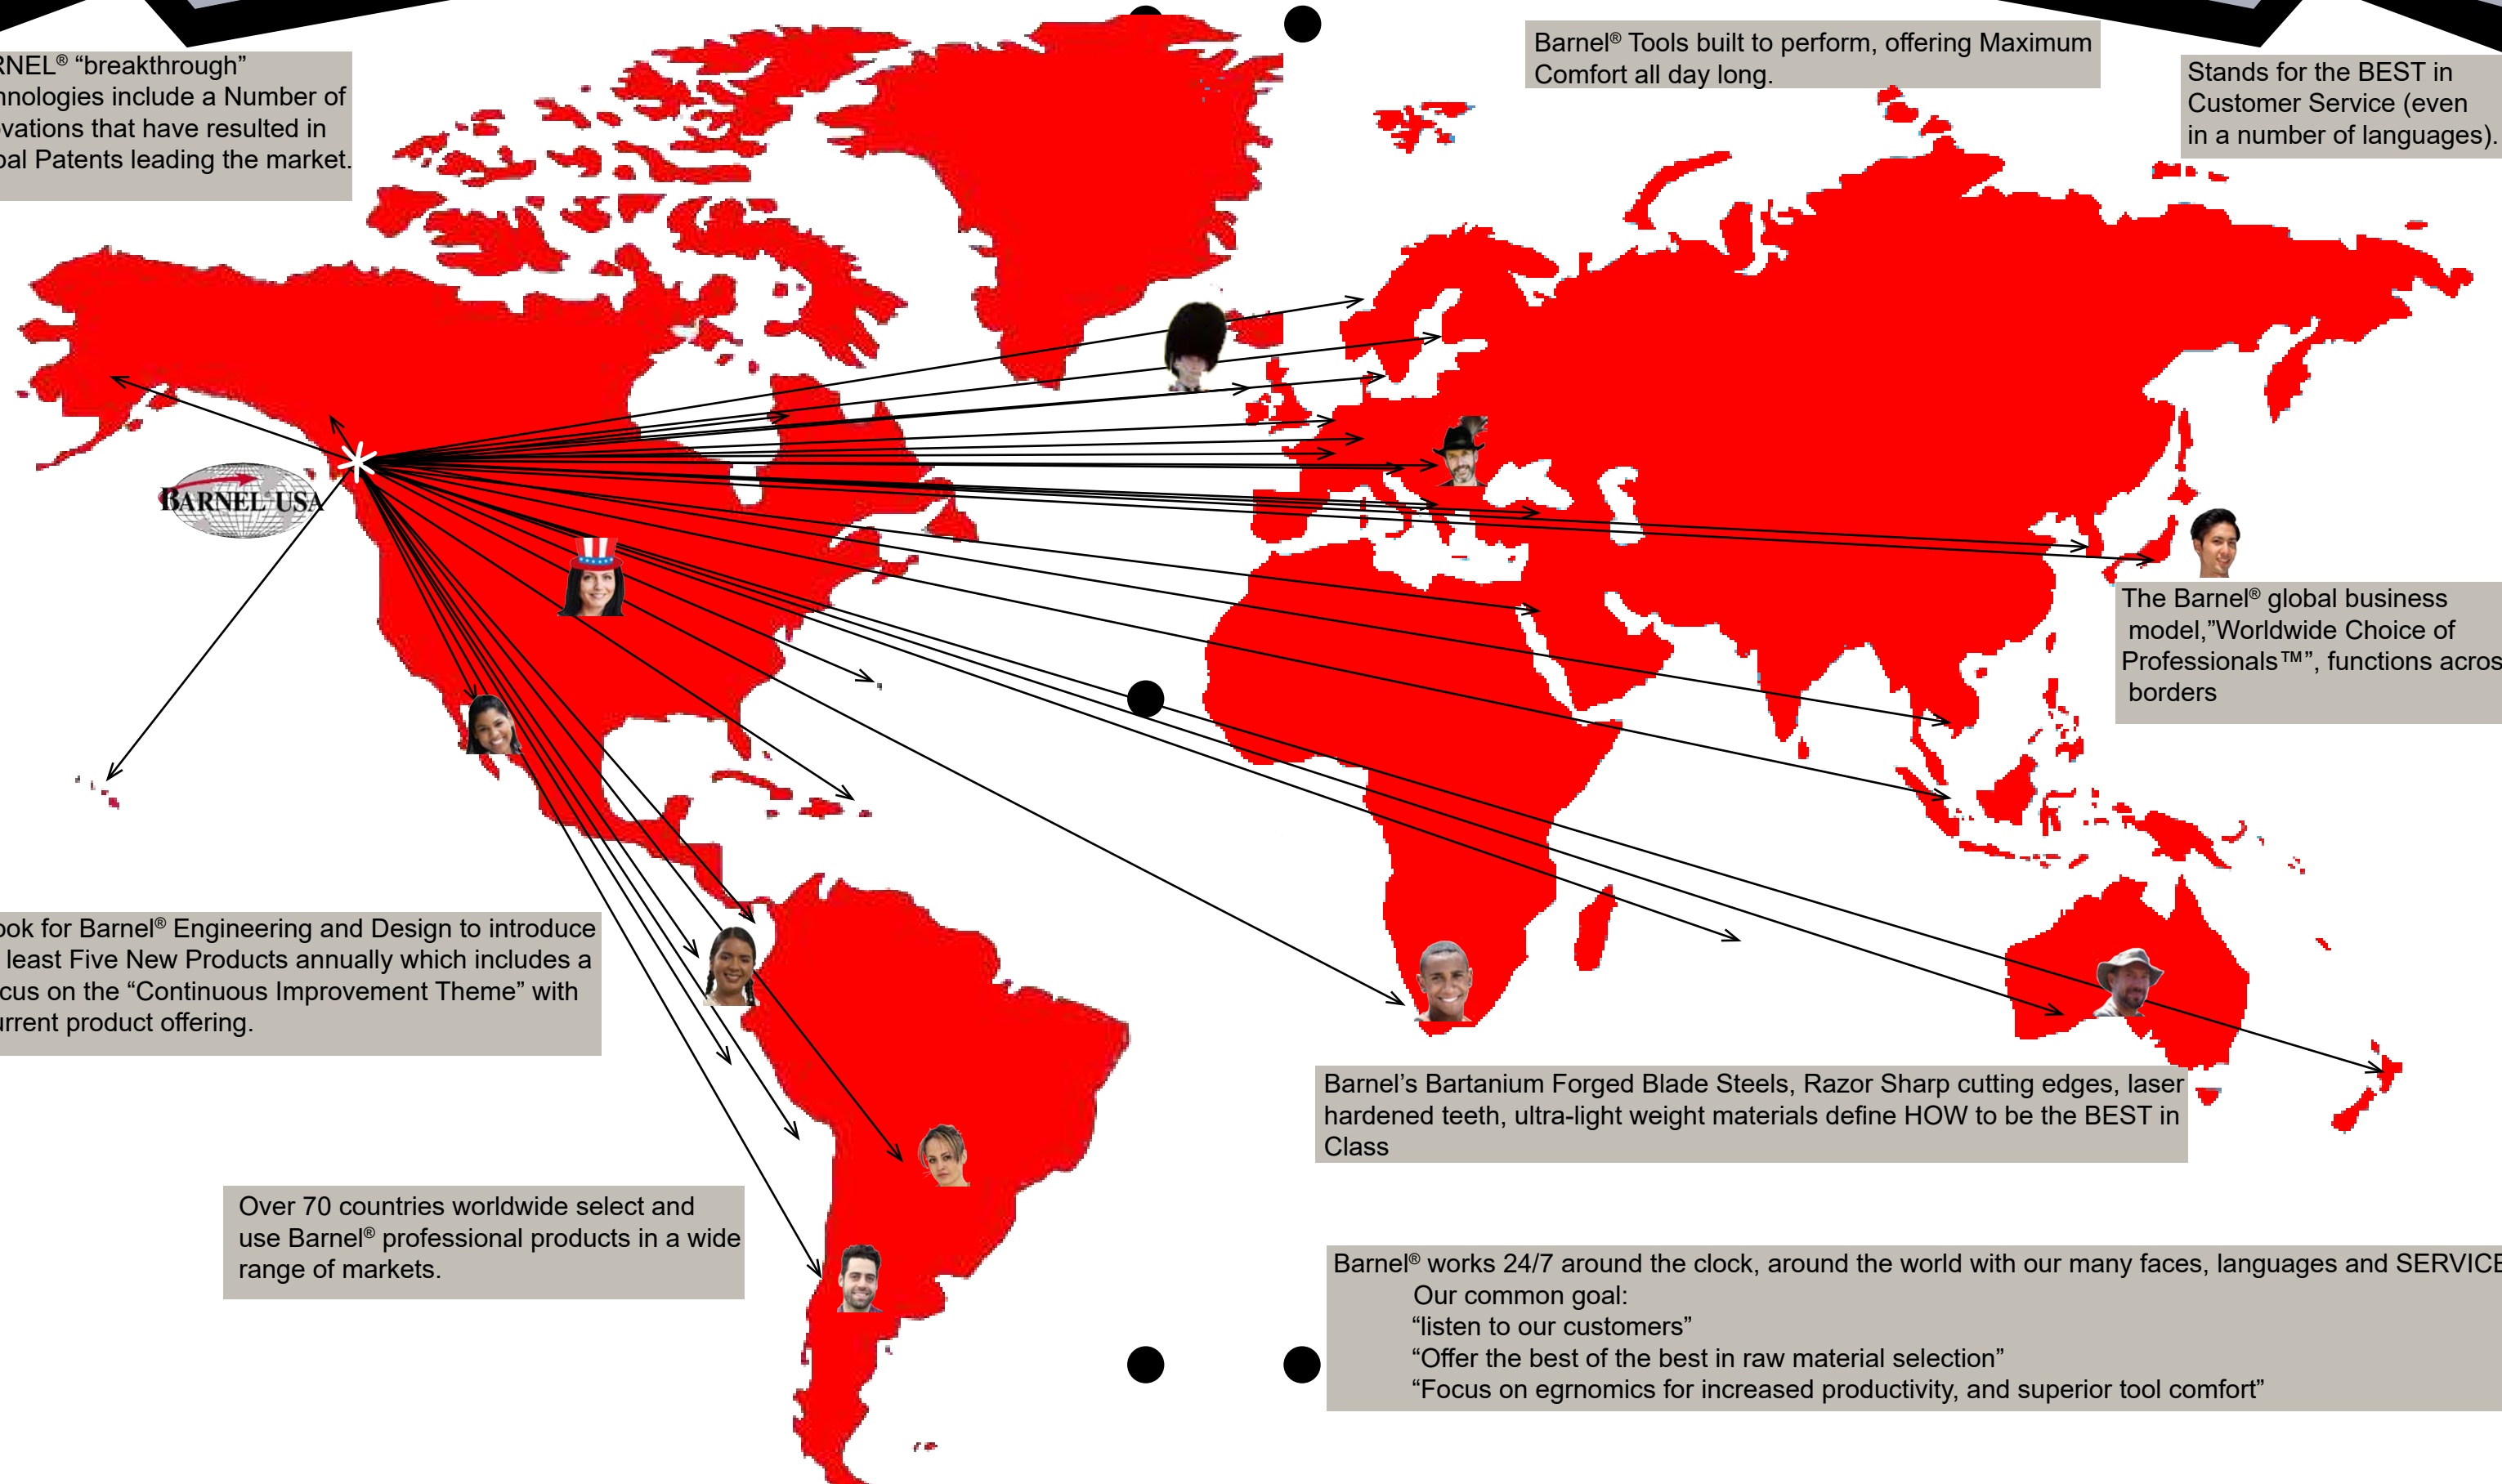 Barnel® Tools built to perform, offering Maximum
Comfort all day long.
RNEL® “breakthrough”
hnologies include a Number of
ovations that have resulted in
bal Patents leading the market.
Stands for the BEST in
Customer Service (even
in a number of languages).
BARNEL USA
The Barnel® global business
model,”Worldwide Choice of
Professionals™”, functions acros
borders
ook for Barnel® Engineering and Design to introduce
least Five New Products annually which includes a
cus on the “Continuous Improvement Theme” with
urrent product offering.
Barnel’s Bartanium Forged Blade Steels, Razor Sharp cutting edges, laser
hardened teeth, ultra-light weight materials define HOW to be the BEST in
Class
Over 70 countries worldwide select and
use Barnel® professional products in a wide
range of markets.
Barnel® works 24/7 around the clock, around the world with our many faces, languages and SERVICE
Our common goal:
“listen to our customers”
“Offer the best of the best in raw material selection”
“Focus on egrnomics for increased productivity, and superior tool comfort”